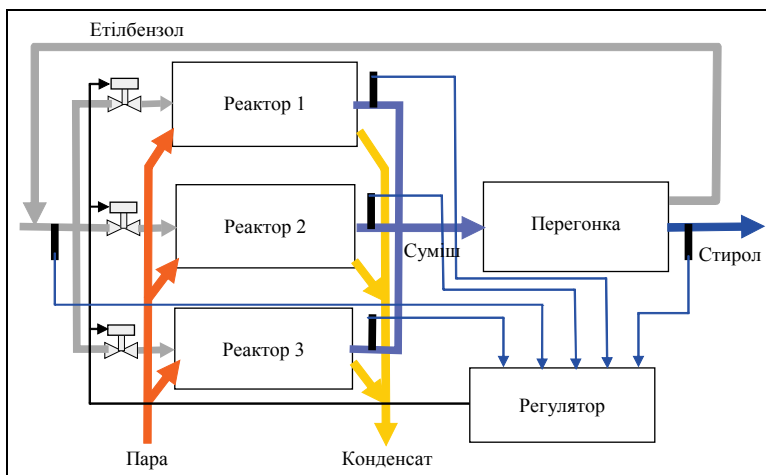 Етілбензол
Реактор 1
Реактор 2
Перегонка
Суміш
Стирол
Реактор 3
Регулятор
Пара
Конденсат